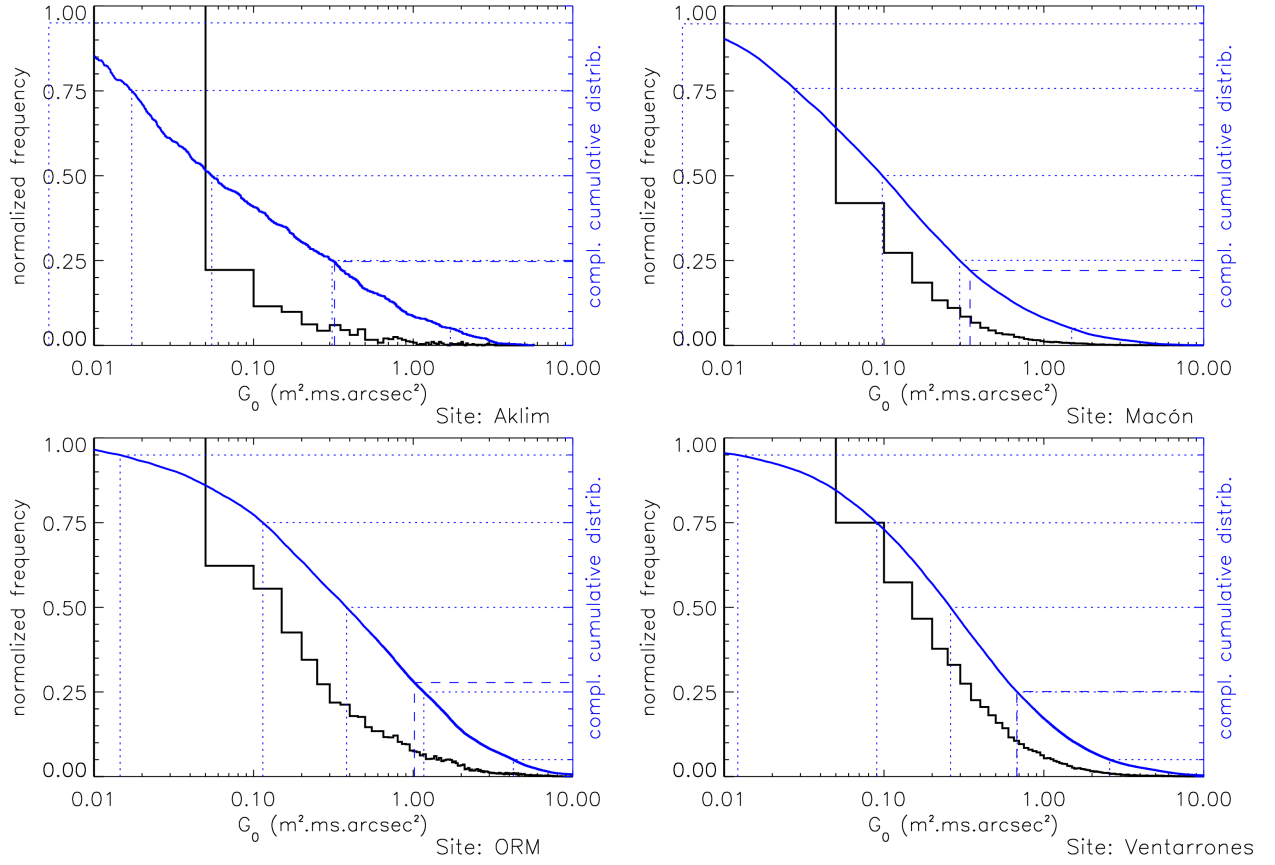 1.00
0.75
0.50
0.25
0.00
normalized frequency
compl. cumulative distrib.
0.01 0.10 1.00 10.00
G₀ (m².ms.arcsec²)
Site: Aklim
1.00
0.75
0.50
0.25
0.00
normalized frequency
compl. cumulative distrib.
0.01 0.10 1.00 10.00
G₀ (m².ms.arcsec²)
Site: Macón
1.00
0.75
0.50
0.25
0.00
normalized frequency
compl. cumulative distrib.
0.01 0.10 1.00 10.00
G₀ (m².ms.arcsec²)
Site: ORM
1.00
0.75
0.50
0.25
0.00
normalized frequency
compl. cumulative distrib.
0.01 0.10 1.00 10.00
G₀ (m².ms.arcsec²)
Site: Ventarrones